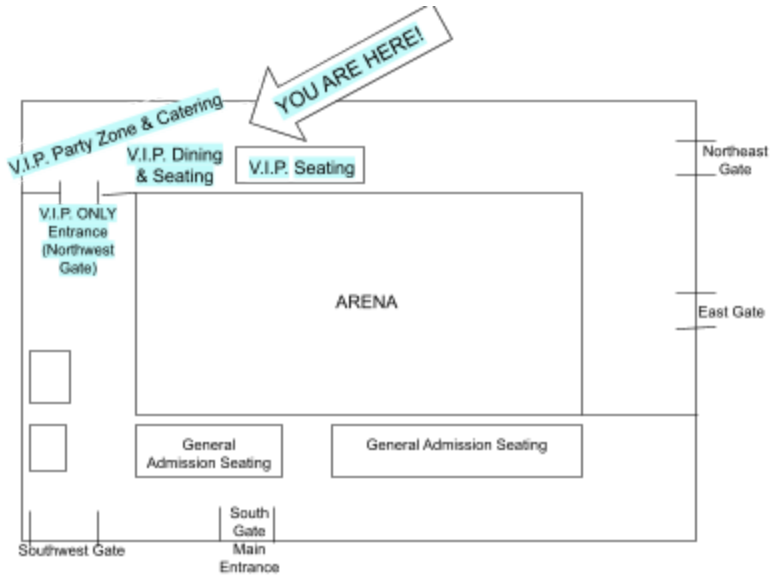 YOU ARE HERE!
V.I.P. Party Zone & Catering
V.I.P. Dining
& Seating
V.I.P. Seating
Northeast
Gate
V.I.P. ONLY
Entrance
(Northwest
Gate)
ARENA
East Gate
General
Admission Seating
General Admission Seating
South
Gate
Main
Entrance
Southwest Gate